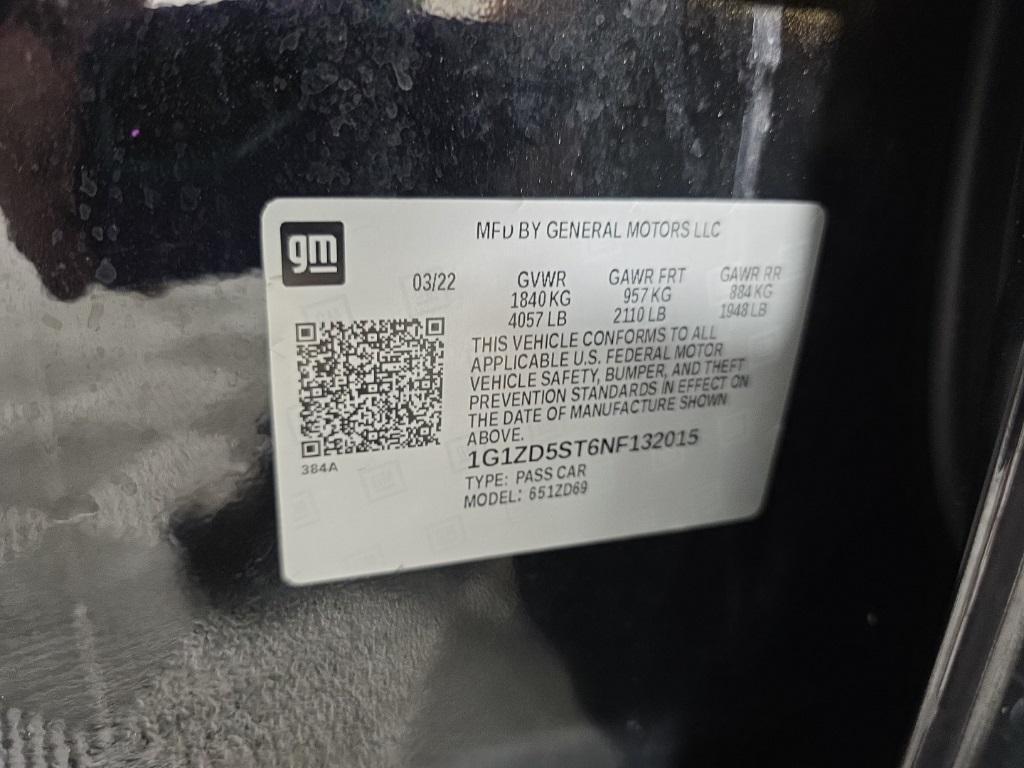 gm
MFD BY GENERAL MOTORS LLC
03/22 GVWR GAWR FRT GAWR RR
1840 KG 957 KG 884 KG
4057 LB 2110 LB 1948 LB
THIS VEHICLE CONFORMS TO ALL
APPLICABLE U.S. FEDERAL MOTOR
VEHICLE SAFETY, BUMPER, AND THEFT
PREVENTION STANDARDS IN EFFECT ON
THE DATE OF MANUFACTURE SHOWN
ABOVE.
384A
1G1ZD5ST6NF132015
TYPE: PASS CAR
MODEL: 651ZD69